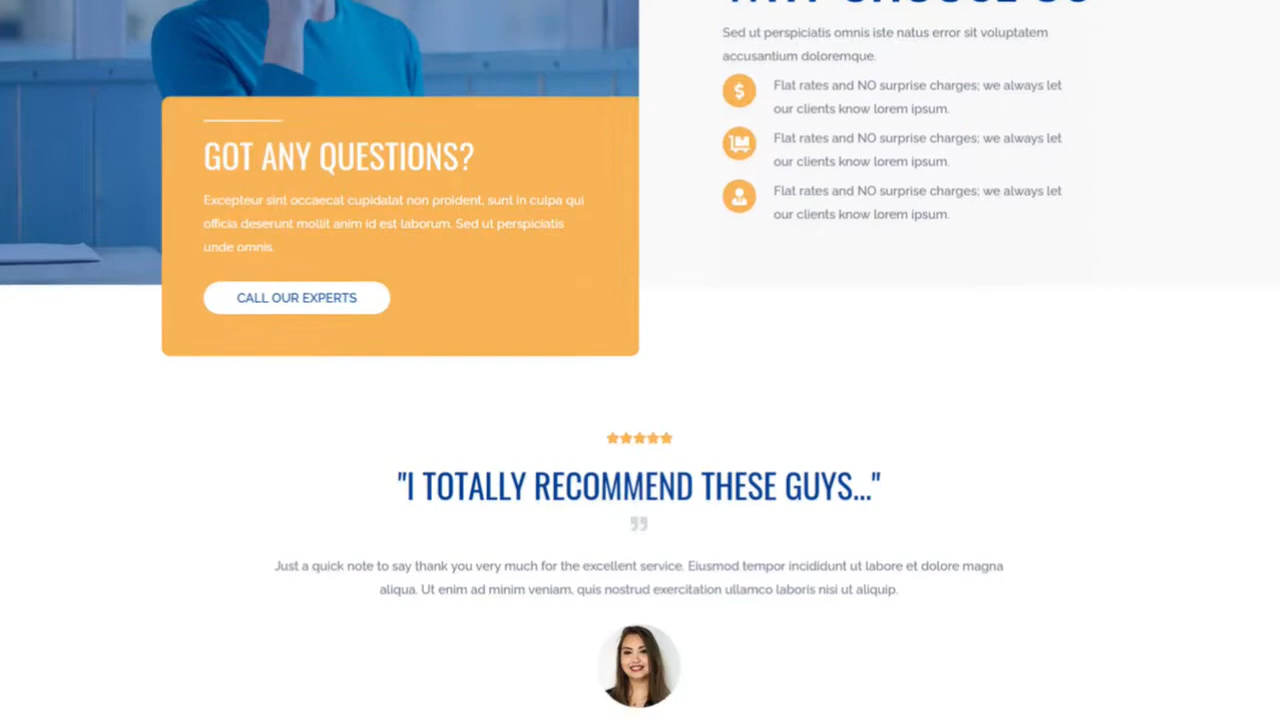 WHY CHOOSE US
Sed ut perspiciatis omnis iste natus error sit voluptatem
accusantium doloremque.
Flat rates and NO surprise charges; we always let
our clients know lorem ipsum.
Flat rates and NO surprise charges; we always let
our clients know lorem ipsum.
Flat rates and NO surprise charges; we always let
our clients know lorem ipsum.
GOT ANY QUESTIONS?
Excepteur sint occaecat cupidatat non proident, sunt in culpa qui
officia deserunt mollit anim id est laborum. Sed ut perspiciatis
unde omnis.
CALL OUR EXPERTS
"I TOTALLY RECOMMEND THESE GUYS..."
Just a quick note to say thank you very much for the excellent service. Eiusmod tempor incididunt ut labore et dolore magna
aliqua. Ut enim ad minim veniam, quis nostrud exercitation ullamco laboris nisi ut aliquip.